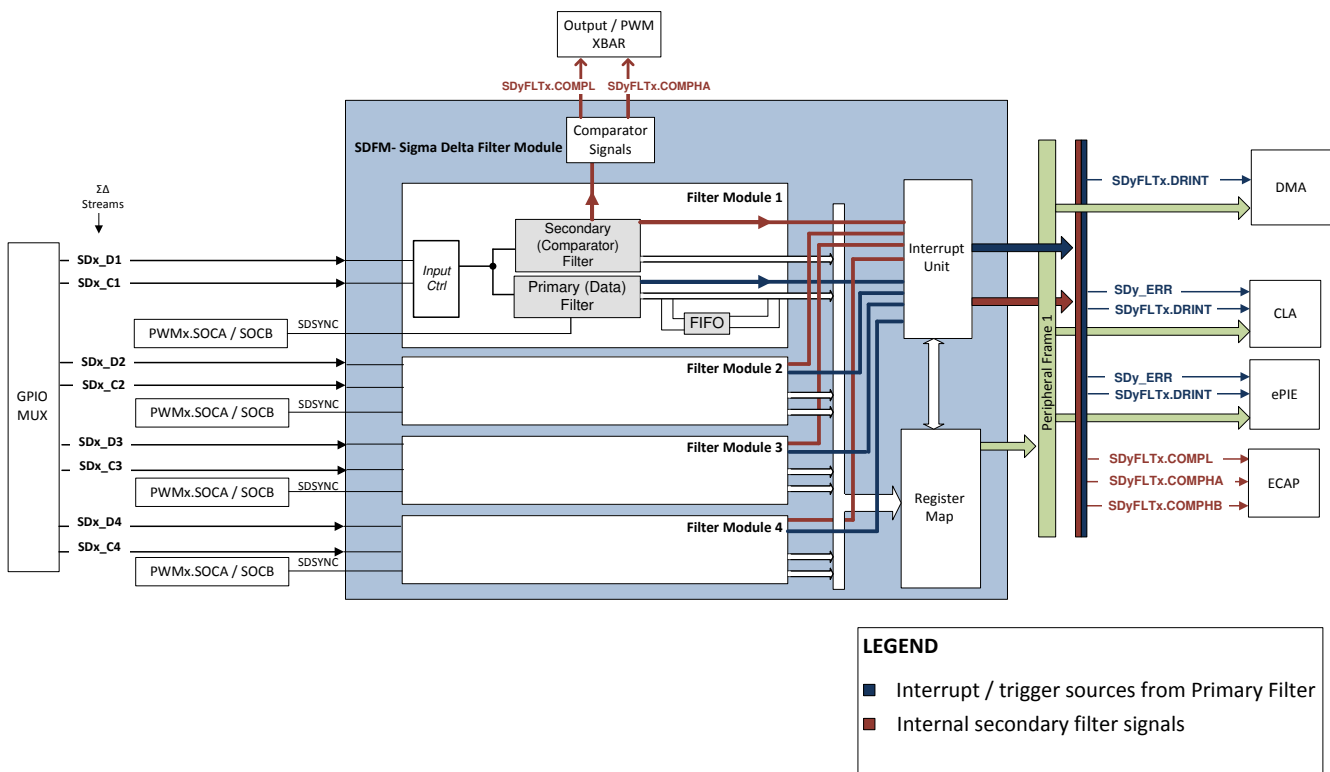 Output / PWM
XBAR
SDyFLTx.COMPL
SDyFLTx.COMPHA
SDFM- Sigma Delta Filter Module
Comparator
Signals
ΣΔ
Streams
GPIO
MUX
SDx_D1
SDx_C1
PWMx.SOCA / SOCB
SDSYNC
SDx_D2
SDx_C2
PWMx.SOCA / SOCB
SDSYNC
SDx_D3
SDx_C3
PWMx.SOCA / SOCB
SDSYNC
SDx_D4
SDx_C4
PWMx.SOCA / SOCB
SDSYNC
Filter Module 1
Input
Ctrl
Secondary
(Comparator)
Filter
Primary (Data)
Filter
FIFO
Filter Module 2
Filter Module 3
Filter Module 4
Interrupt
Unit
Register
Map
Peripheral Frame 1
SDyFLTx.DRINT
DMA
SDy_ERR
SDyFLTx.DRINT
CLA
SDy_ERR
SDyFLTx.DRINT
ePIE
SDyFLTx.COMPL
SDyFLTx.COMPHA
SDyFLTx.COMPHB
ECAP
LEGEND
Interrupt / trigger sources from Primary Filter
Internal secondary filter signals